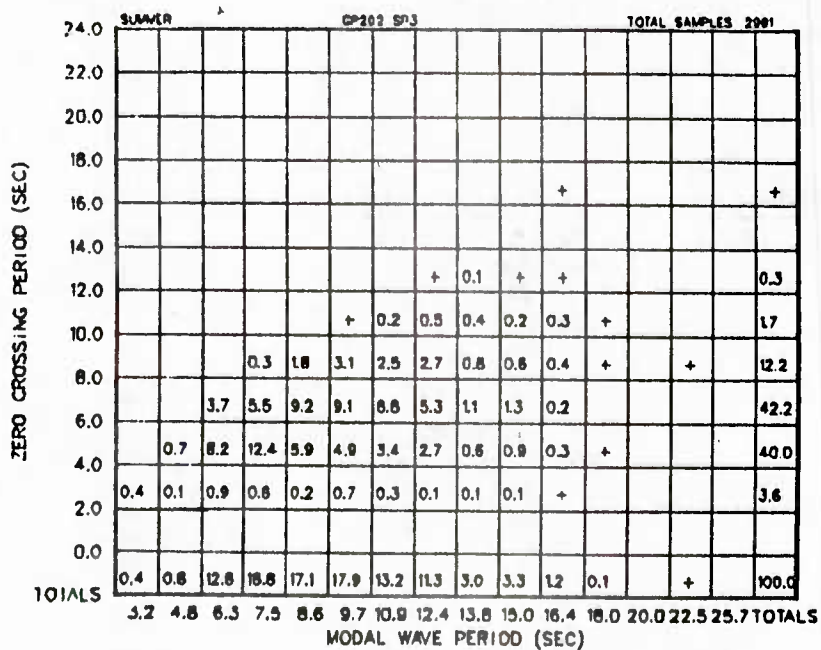 SUMMER GP202 SP3 TOTAL SAMPLES 2981
24.0
22.0
20.0
18.0
+ +
16.0
14.0
+ 0.1 + + 0.3
12.0
+ 0.2 0.5 0.4 0.2 0.3 + 1.7
10.0
0.3 1.8 3.1 2.5 2.7 0.8 0.6 0.4 + + 12.2
8.0
3.7 5.5 9.2 9.1 6.8 5.3 1.1 1.3 0.2 42.2
6.0
0.7 8.2 12.4 5.9 4.9 3.4 2.7 0.6 0.9 0.3 + 40.0
4.0
0.4 0.1 0.9 0.6 0.2 0.7 0.3 0.1 0.1 0.1 + 3.6
2.0
0.0
0.4 0.8 12.8 18.8 17.1 17.9 13.2 11.3 3.0 3.3 1.2 0.1 + 100.0
TOTALS
3.2 4.8 6.3 7.5 8.6 9.7 10.9 12.4 13.8 15.0 16.4 18.0 20.0 22.5 25.7 TOTALS
MODAL WAVE PERIOD (SEC)
ZERO CROSSING PERIOD (SEC)